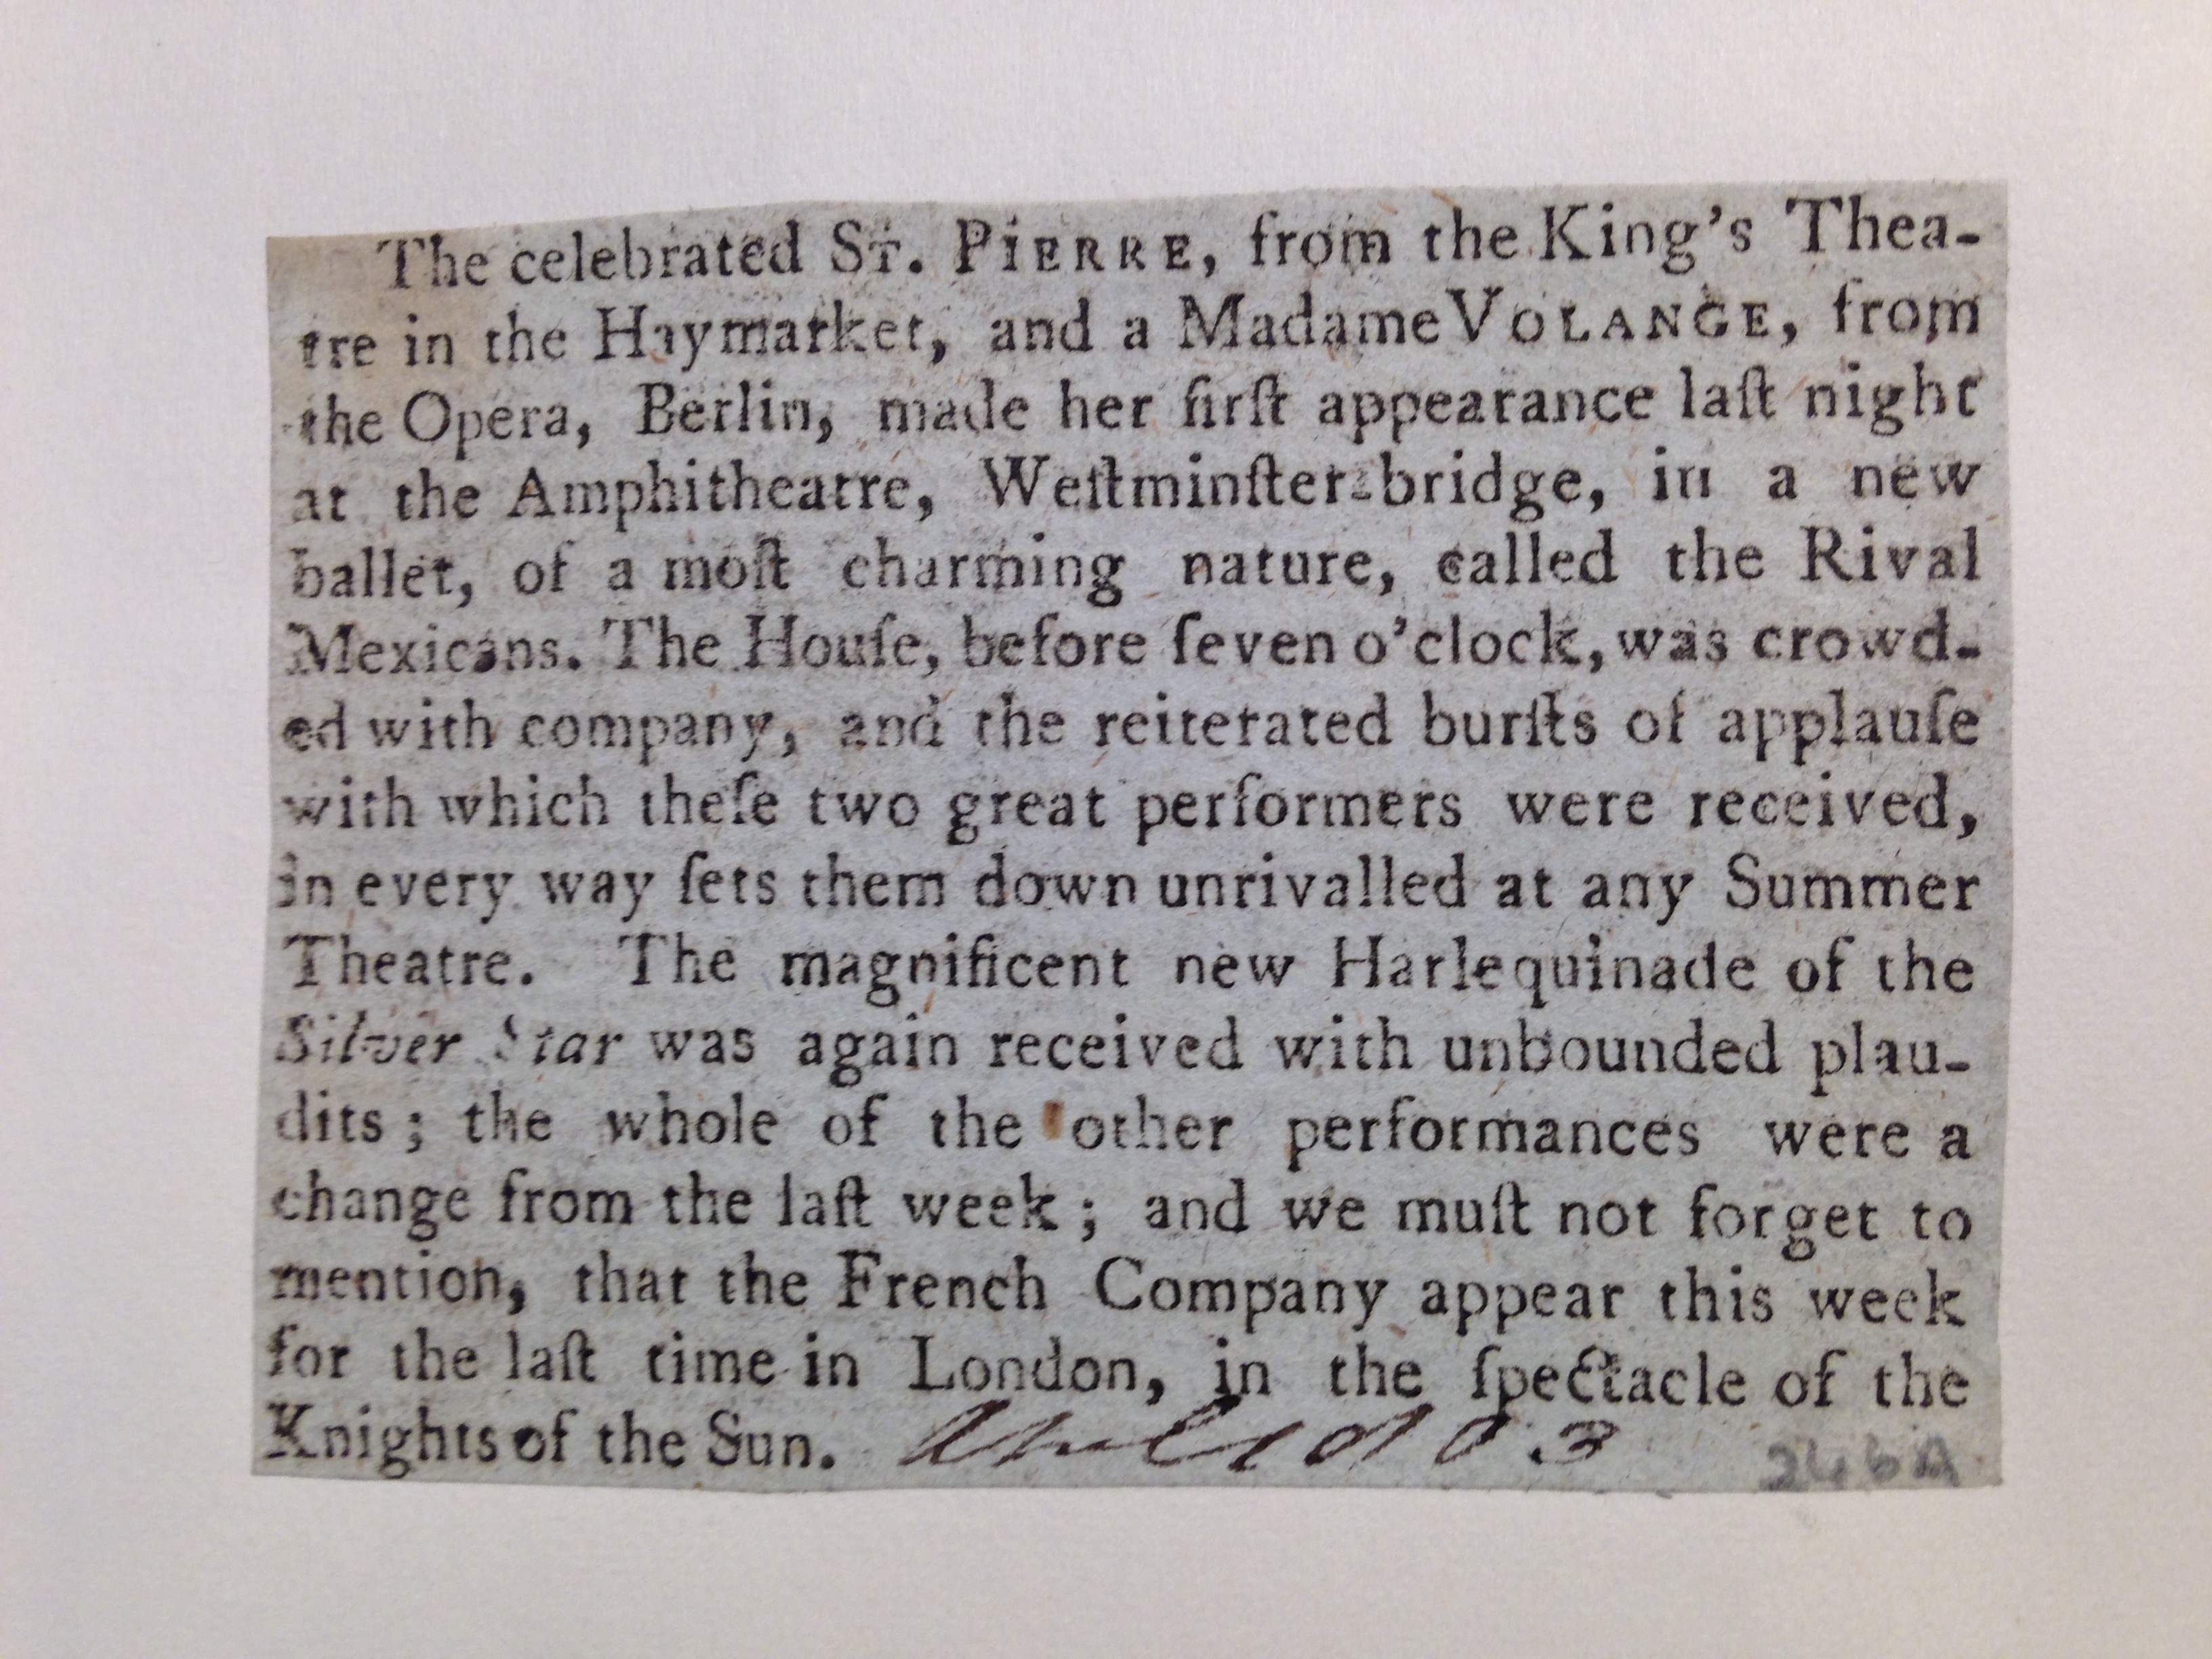 The celebrated ST. PIERRE, from the King's Thea-
tre in the Haymarket, and a Madame VOLANGE, from
the Opera, Berlin, made her firſt appearance laſt night
at the Amphitheatre, Weſtminſter-bridge, in a new
ballet, of a moſt charming nature, called the Rival
Mexicans. The Houſe, before ſeven o'clock, was crowd-
ed with company, and the reiterated burſts of applauſe
with which theſe two great performers were received,
in every way ſets them down unrivalled at any Summer
Theatre. The magnificent new Harlequinade of the
Silver Star was again received with unbounded plau-
dits; the whole of the other performances were a
change from the laſt week; and we muſt not forget to
mention, that the French Company appear this week
for the laſt time in London, in the ſpectacle of the
Knights of the Sun.
246A